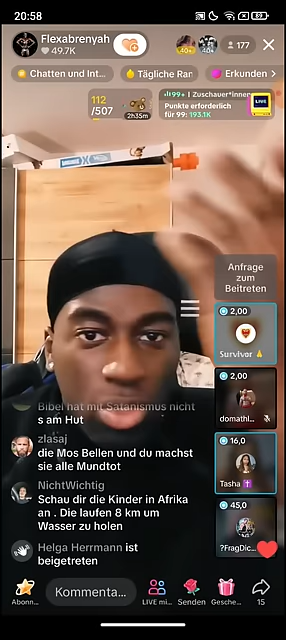 20:58
89
Flexabrenyah
49.7K
40+
177
Chatten und Int...
Tägliche Ran
Erkunden
112
/507
2h35m
99+ | Zuschauer*innen
Punkte erforderlich
für 99: 193.1K
LIVE
Anfrage
zum
Beitreten
2,00
Survivor
2,00
domathl...
16,0
Tasha
45,0
?FragDic...
Bibel hat mit Satanismus nicht
s am Hut
zlasaj
die Mos Bellen und du machst
sie alle Mundtot
NichtWichtig
Schau dir die Kinder in Afrika
an . Die laufen 8 km um
Wasser zu holen
Helga Herrmann ist
beigetreten
Abonn...
Kommenta...
LIVE mi...
Senden
Gesche...
15